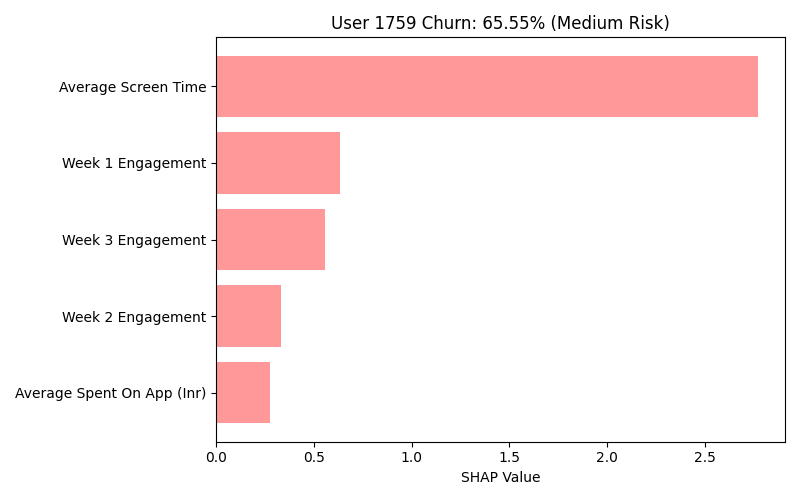 User 1759 Churn: 65.55% (Medium Risk)
Average Screen Time
Week 1 Engagement
Week 3 Engagement
Week 2 Engagement
Average Spent On App (Inr)
0.0 0.5 1.0 1.5 2.0 2.5
SHAP Value